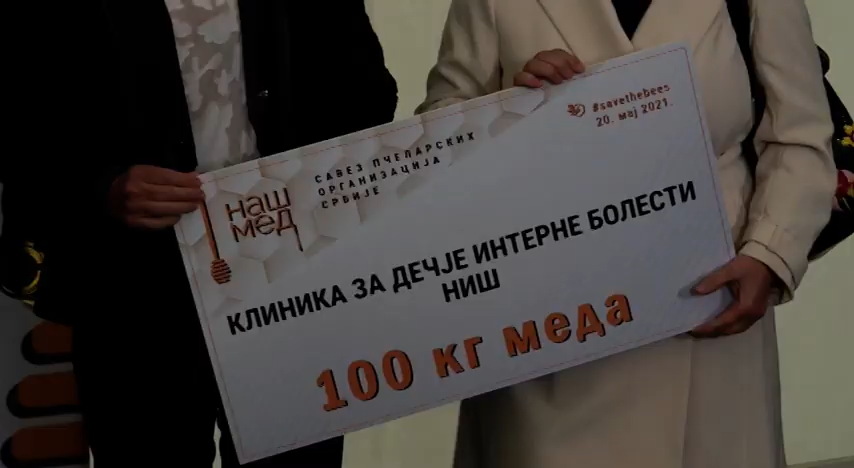 #savethebees
20. мај 2021.
САВЕЗ ПЧЕЛАРСКИХ
ОРГАНИЗАЦИЈА
СРБИЈЕ
наш
мед
КЛИНИКА ЗА ДЕЧЈЕ ИНТЕРНЕ БОЛЕСТИ
НИШ
100 кг меда